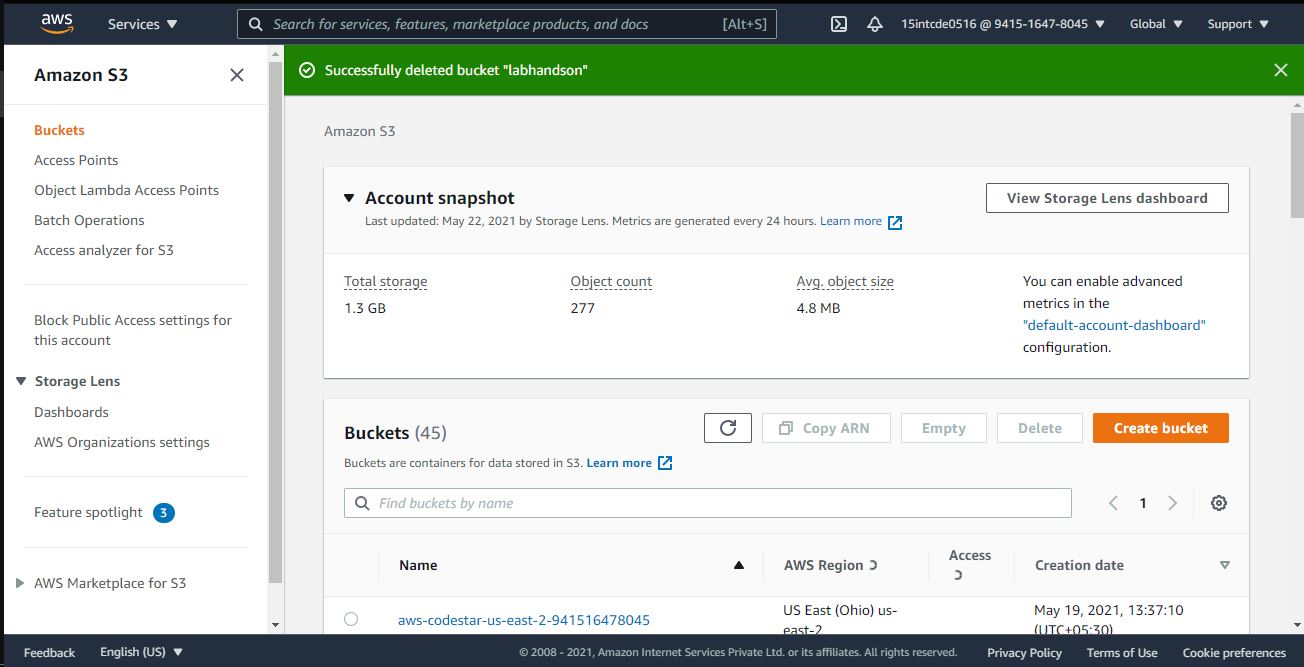 aws
Services
Search for services, features, marketplace products, and docs [Alt+S]
15intcde0516 @ 9415-1647-8045
Global
Support
Amazon S3
Buckets
Access Points
Object Lambda Access Points
Batch Operations
Access analyzer for S3
Block Public Access settings for
this account
Storage Lens
Dashboards
AWS Organizations settings
Feature spotlight 3
AWS Marketplace for S3
Successfully deleted bucket "labhandson"
Amazon S3
Account snapshot
Last updated: May 22, 2021 by Storage Lens. Metrics are generated every 24 hours. Learn more
View Storage Lens dashboard
Total storage
1.3 GB
Object count
277
Avg. object size
4.8 MB
You can enable advanced
metrics in the
"default-account-dashboard"
configuration.
Buckets (45)
Copy ARN
Empty
Delete
Create bucket
Buckets are containers for data stored in S3. Learn more
Find buckets by name
1
Name
AWS Region
Access
Creation date
aws-codestar-us-east-2-941516478045
US East (Ohio) us-
east-2
May 19, 2021, 13:37:10
(UTC+05:30)
Feedback
English (US)
© 2008 - 2021, Amazon Internet Services Private Ltd. or its affiliates. All rights reserved.
Privacy Policy
Terms of Use
Cookie preferences